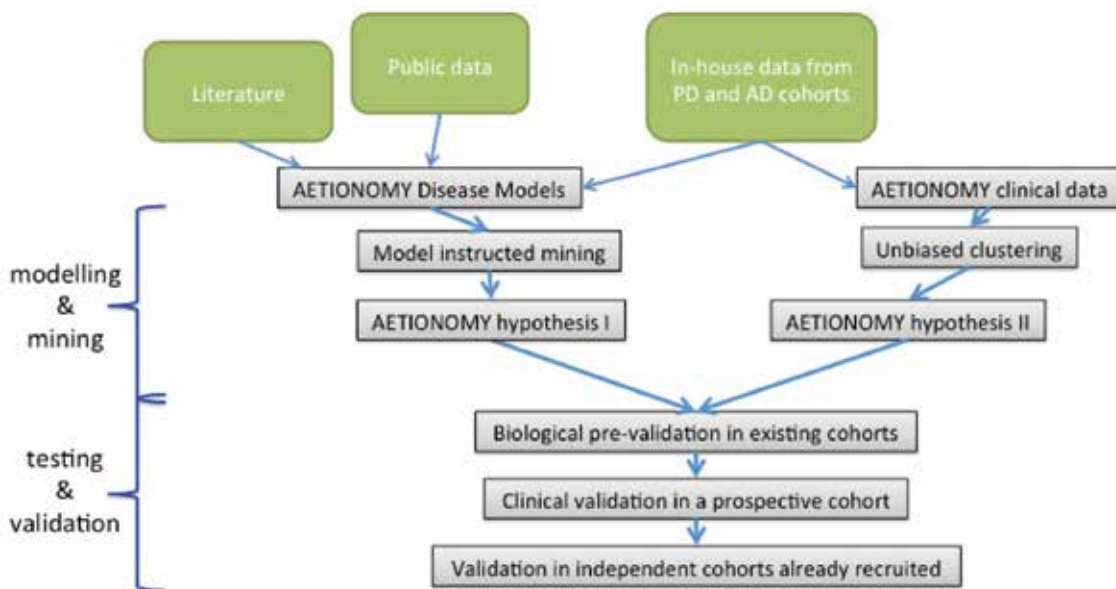 Literature
Public data
In-house data from
PD and AD cohorts
AETIONOMY Disease Models
AETIONOMY clinical data
modelling
&
mining
Model instructed mining
Unbiased clustering
AETIONOMY hypothesis I
AETIONOMY hypothesis II
testing
&
validation
Biological pre-validation in existing cohorts
Clinical validation in a prospective cohort
Validation in independent cohorts already recruited